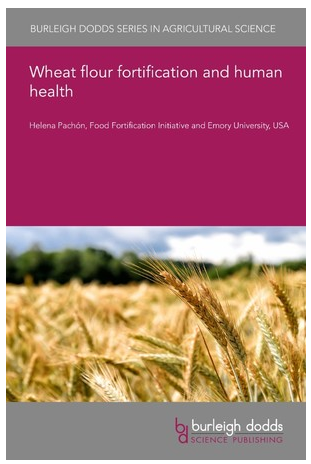 BURLEIGH DODDS SERIES IN AGRICULTURAL SCIENCE
Wheat flour fortification and human
health
Helena Pachón, Food Fortification Initiative and Emory University, USA
bd burleigh dodds
SCIENCE PUBLISHING